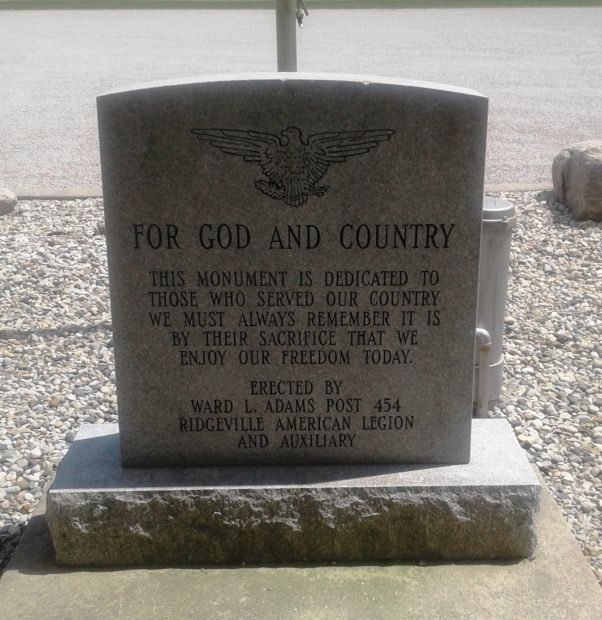 FOR GOD AND COUNTRY
THIS MONUMENT IS DEDICATED TO
THOSE WHO SERVED OUR COUNTRY
WE MUST ALWAYS REMEMBER IT IS
BY THEIR SACRIFICE THAT WE
ENJOY OUR FREEDOM TODAY.
ERECTED BY
WARD L. ADAMS POST 454
RIDGEVILLE AMERICAN LEGION
AND AUXILIARY